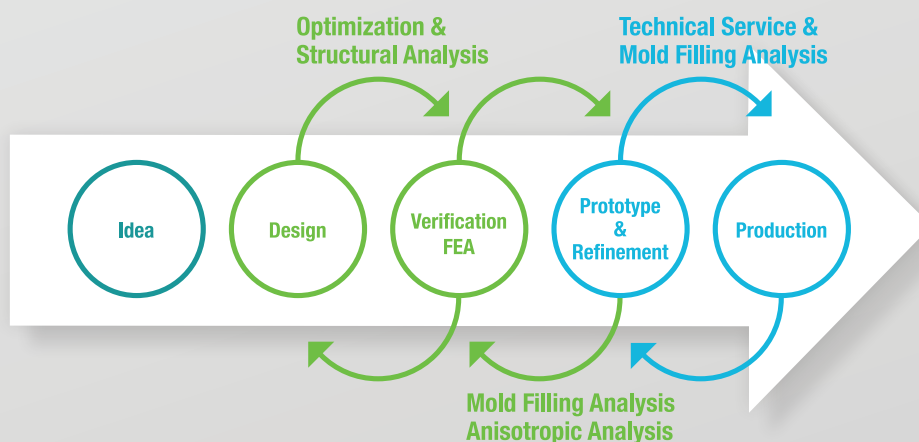 Optimization &
Structural Analysis
Technical Service &
Mold Filling Analysis
Idea
Design
Verification
FEA
Prototype
&
Refinement
Production
Mold Filling Analysis
Anisotropic Analysis